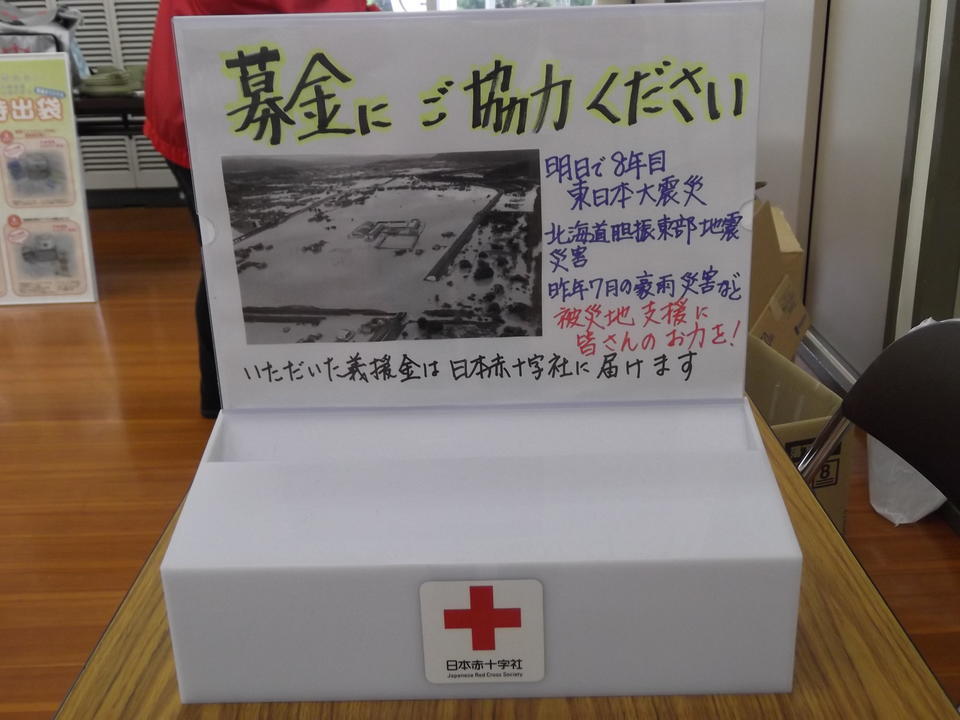 募金にご協力ください
明日で8年目
東日本大震災
北海道胆振東部地震
災害
昨年7月の豪雨災害など
被災地支援に
皆さんのお力を!
いただいた義援金は日本赤十字社に届けます
日本赤十字社
Japanese Red Cross Society
出袋
8